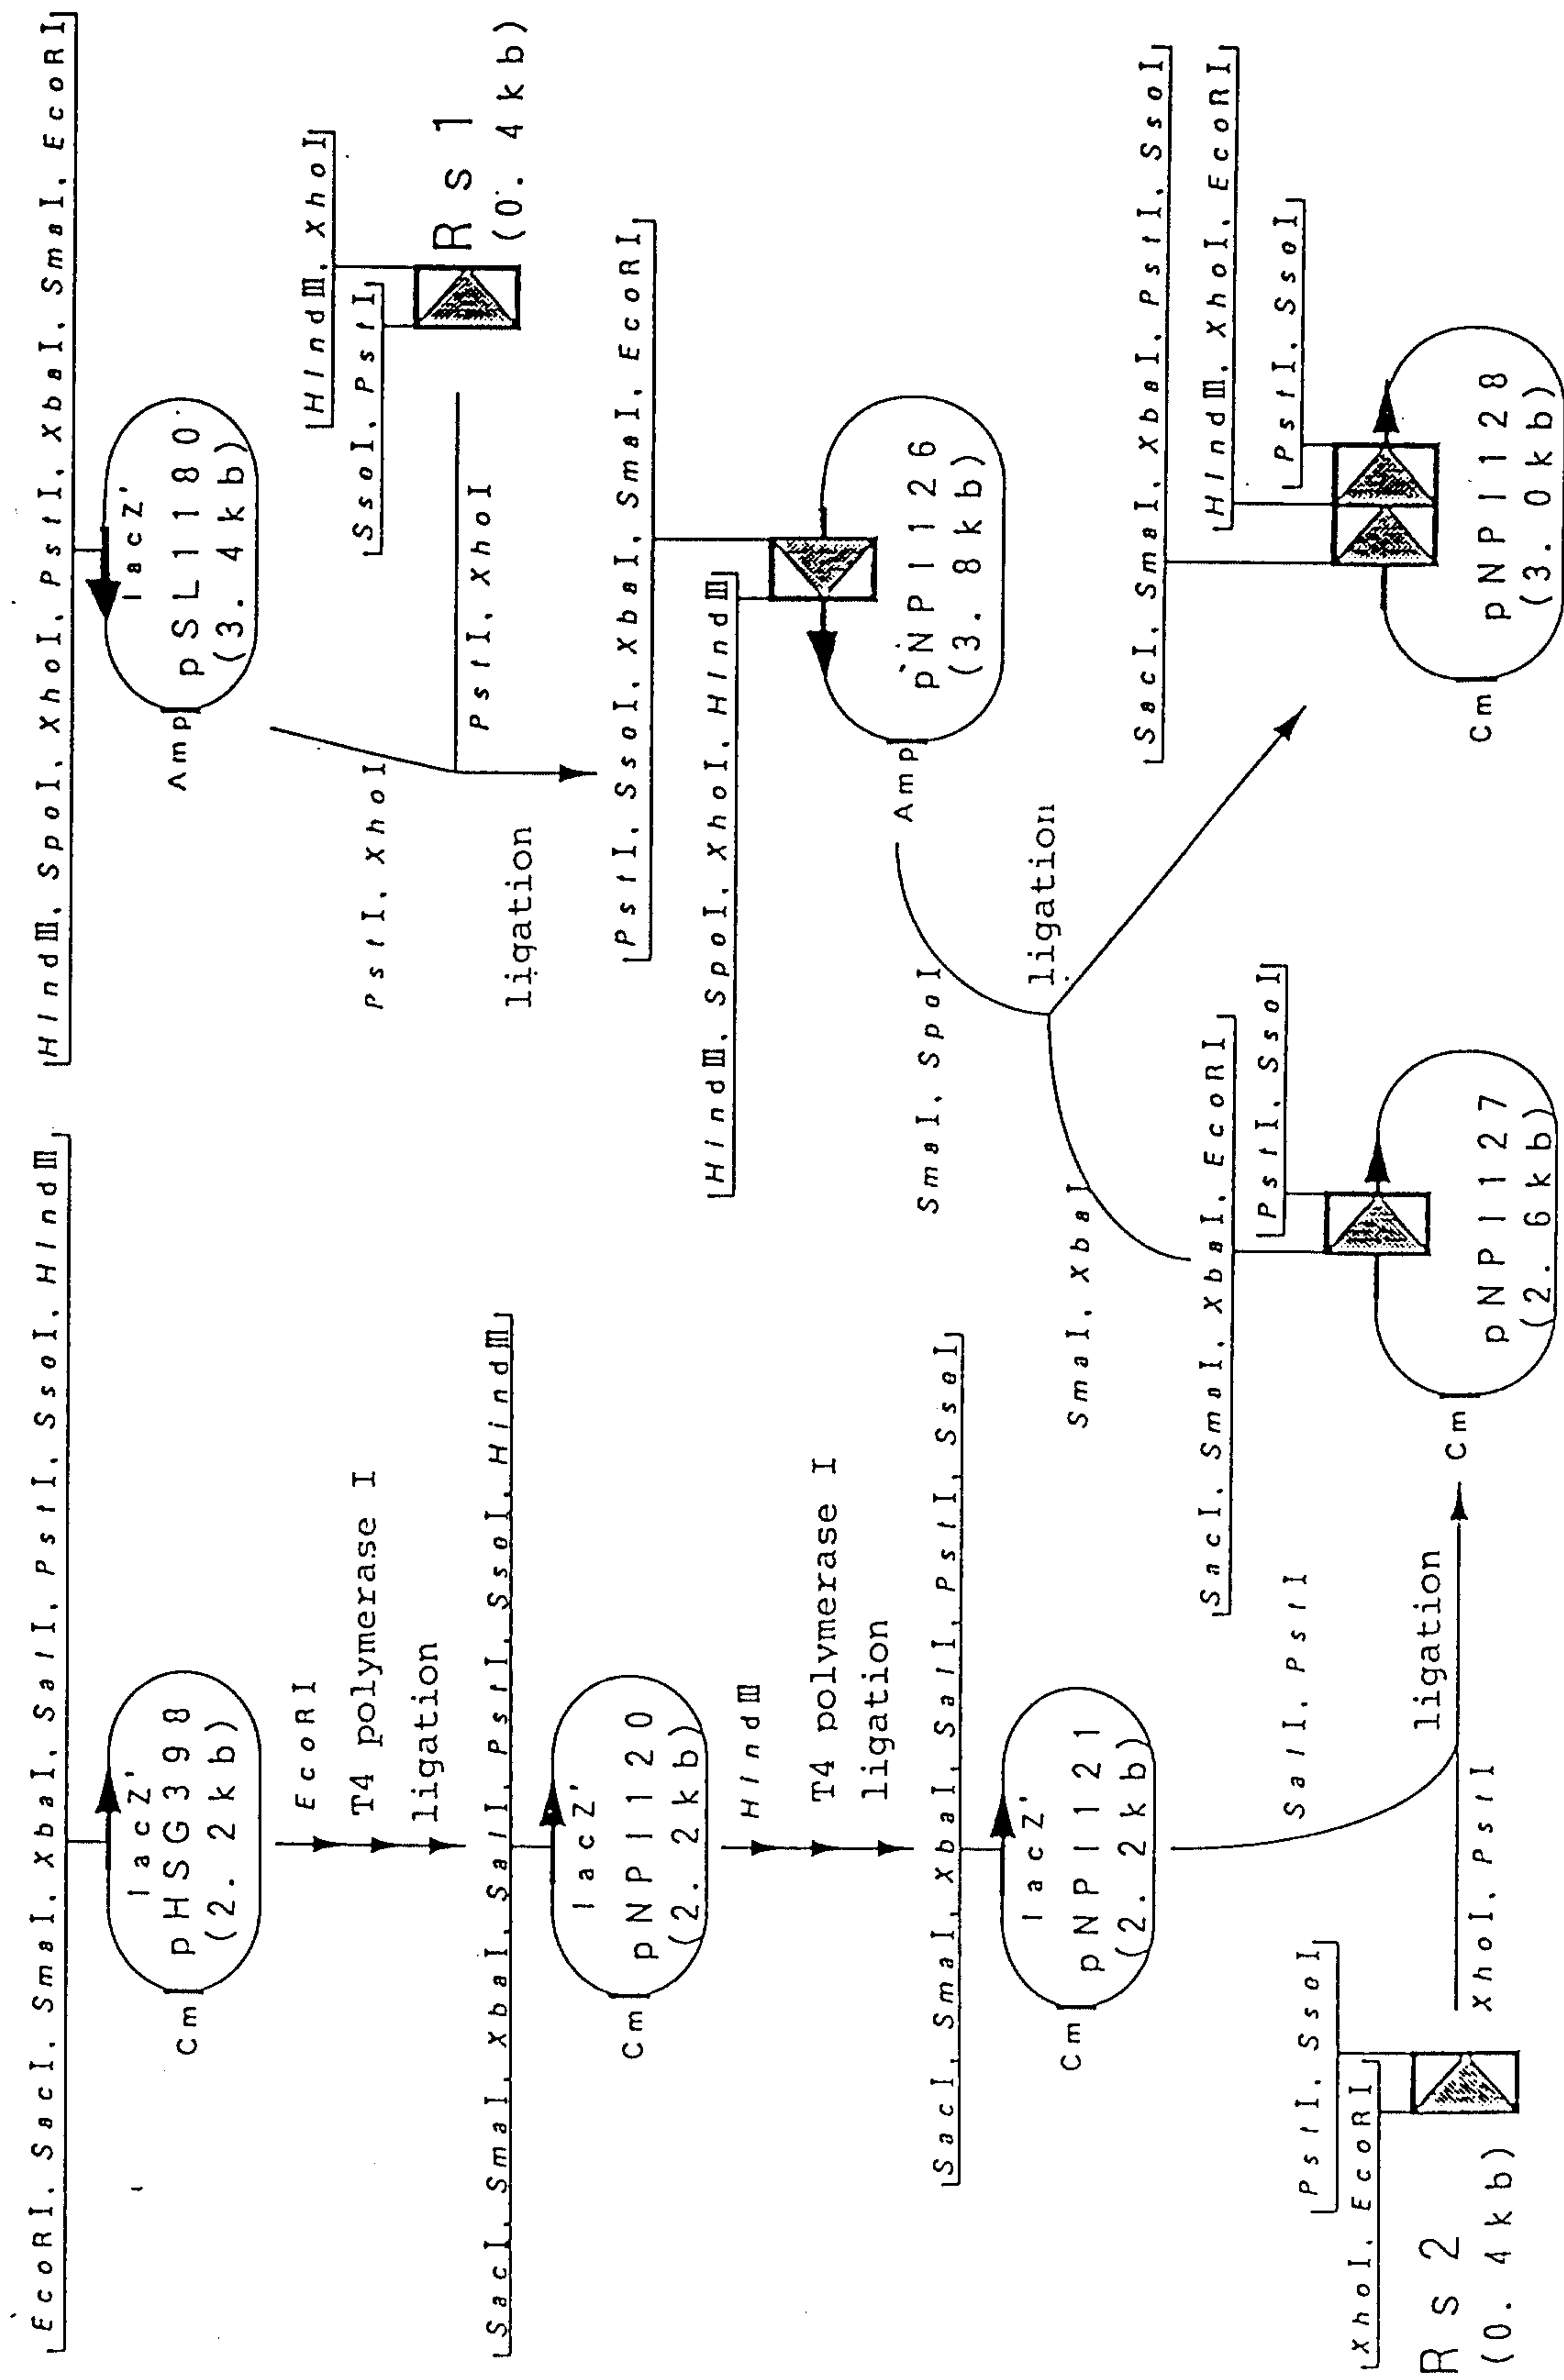 EcoRI, SacI, SmaI, XbaI, SalI, PstI, SsoI, HindⅢ
lacZ'
Cm
pHSG398
(2.2kb)
EcoRI
T4 polymerase I
ligation
SacI, SmaI, XbaI, SalI, PstI, SsoI, HindⅢ
lacZ'
Cm
pNPI120
(2.2kb)
HindⅢ
T4 polymerase I
ligation
SacI, SmaI, XbaI, SalI, PstI, SsoI
lacZ'
Cm
pNPI121
(2.2kb)
SalI, PstI
PstI, SsoI
XhoI, EcoRI
Rs2
(0.4kb)
XhoI, PstI
ligation
HindⅢ, SpoI, XhoI, PstI, XbaI, SmaI, EcoRI
lacZ'
Amp
pSL1180
(3.4kb)
HindⅢ, XhoI
SsoI, PstI
Rs1
(0.4kb)
PstI, XhoI
PstI, XhoI
ligation
PstI, SsoI, XbaI, SmaI, EcoRI
HindⅢ, SpoI, XhoI, HindⅢ
Amp
pNPI126
(3.8kb)
SmaI, SpoI
ligation
SmaI, XbaI
SacI, SmaI, XbaI, EcoRI
PstI, SsoI
Cm
pNPI127
(2.6kb)
SacI, SmaI, XbaI, PstI, SsoI
HindⅢ, XhoI, EcoRI
PstI, SsoI
Cm
pNPI128
(3.0kb)